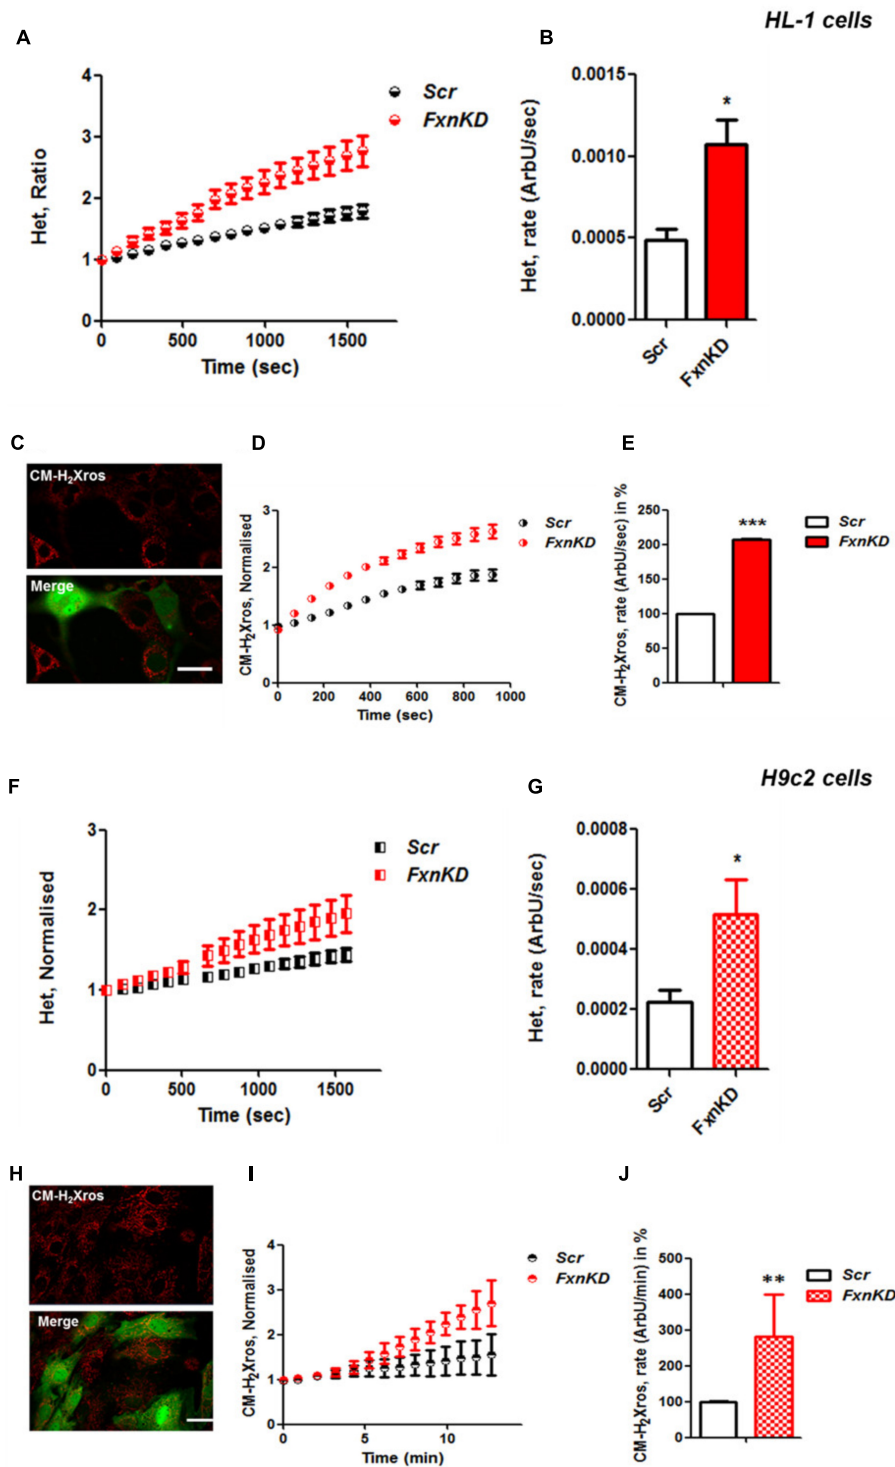 HL-1 cells
A
Het, Ratio
4
3
2
1
0
0
500
1000
1500
Time (sec)
Scr
FxnKD
B
Het, rate (ArbU/sec)
0.0015
0.0010
0.0005
0.0000
*
Scr
FxnKD
C
CM-H₂Xros
Merge
D
CM-H₂Xros, Normalised
3
2
1
0
0
200
400
600
800
1000
Time (sec)
Scr
FxnKD
E
CM-H₂Xros, rate (ArbU/sec) in %
250
200
150
100
50
0
***
Scr
FxnKD
H9c2 cells
F
Het, Normalised
3
2
1
0
0
500
1000
1500
Time (sec)
Scr
FxnKD
G
Het, rate (ArbU/sec)
0.0008
0.0006
0.0004
0.0002
0.0000
*
Scr
FxnKD
H
CM-H₂Xros
Merge
I
CM-H₂Xros, Normalised
4
3
2
1
0
0
5
10
Time (min)
Scr
FxnKD
J
CM-H₂Xros, rate (ArbU/min) in %
500
400
300
200
100
0
**
Scr
FxnKD